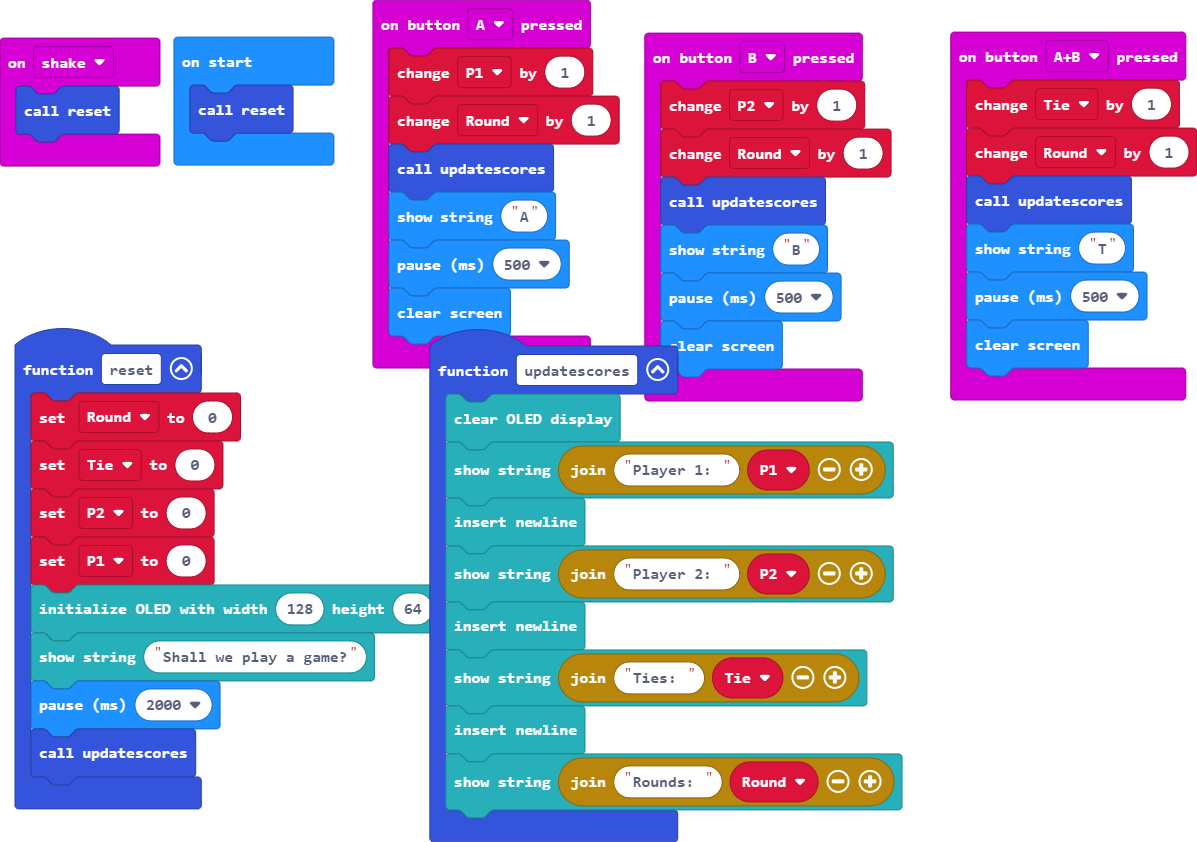 on shake
call reset
on start
call reset
on button A pressed
change P1 by 1
change Round by 1
call updatescores
show string "A"
pause (ms) 500
clear screen
on button B pressed
change P2 by 1
change Round by 1
call updatescores
show string "B"
pause (ms) 500
clear screen
on button A+B pressed
change Tie by 1
change Round by 1
call updatescores
show string "T"
pause (ms) 500
clear screen
function reset
set Round to 0
set Tie to 0
set P2 to 0
set P1 to 0
initialize OLED with width 128 height 64
show string "Shall we play a game?"
pause (ms) 2000
call updatescores
function updatescores
clear OLED display
show string join "Player 1: " P1
insert newline
show string join "Player 2: " P2
insert newline
show string join "Ties: " Tie
insert newline
show string join "Rounds: " Round